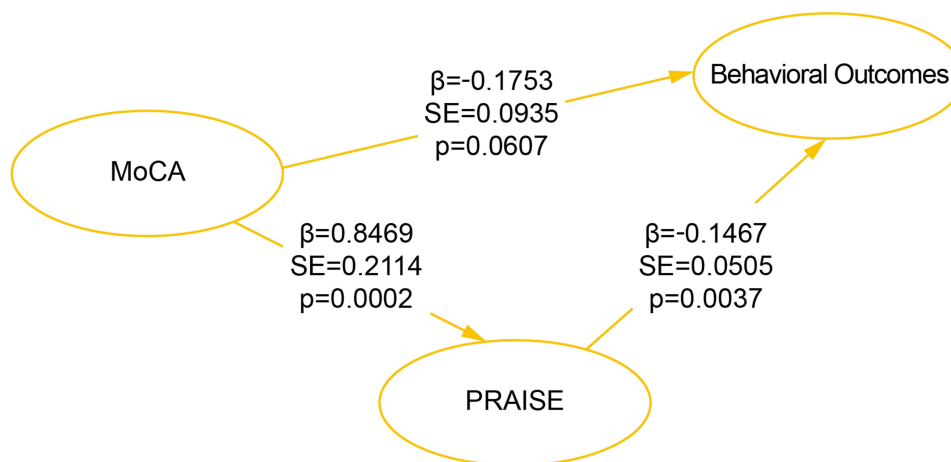 Behavioral Outcomes
β=-0.1753
SE=0.0935
p=0.0607
MoCA
β=0.8469
SE=0.2114
p=0.0002
β=-0.1467
SE=0.0505
p=0.0037
PRAISE